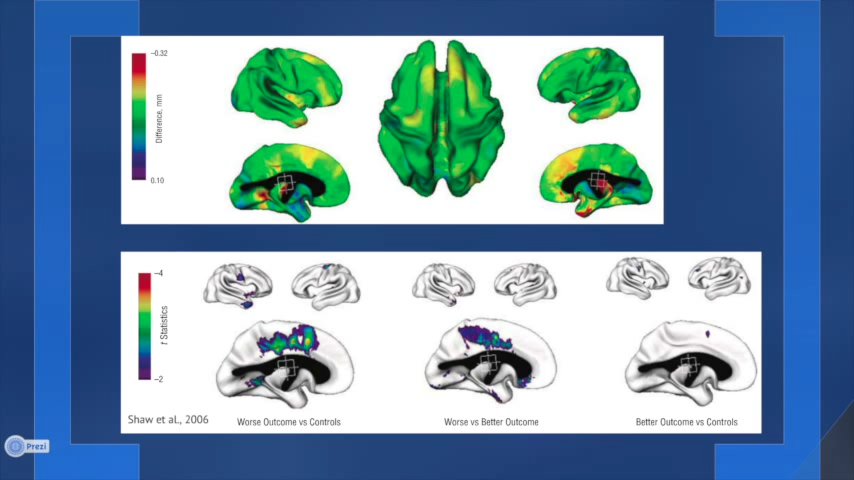 −0.32
Difference, mm
0.10
−4
t Statistics
−2
Shaw et al., 2006
Worse Outcome vs Controls
Worse vs Better Outcome
Better Outcome vs Controls
Prezi